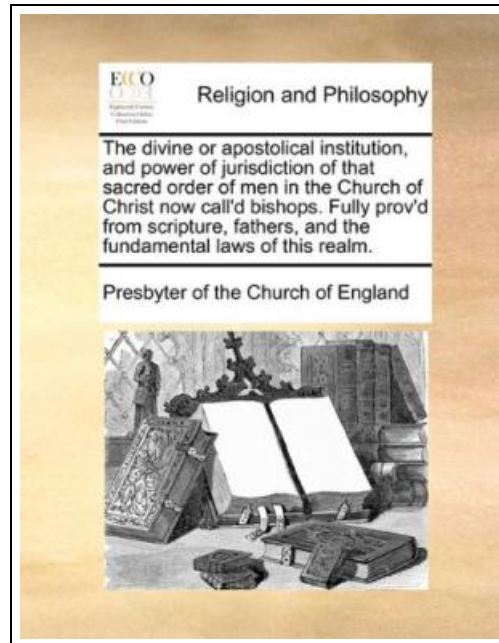 ECCO
Religion and Philosophy
The divine or apostolical institution,
and power of jurisdiction of that
sacred order of men in the Church of
Christ now call'd bishops. Fully prov'd
from scripture, fathers, and the
fundamental laws of this realm.
Presbyter of the Church of England